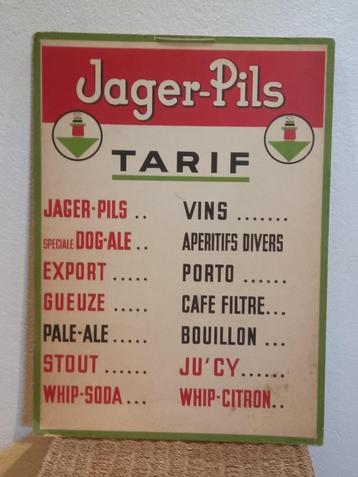 Jager-Pils
TARIF
JAGER-PILS ..
SPECIALE DOG-ALE ..
EXPORT .....
GUEUZE .....
PALE-ALE .....
STOUT ......
WHIP-SODA...
VINS .......
APERITIFS DIVERS
PORTO ......
CAFE FILTRE...
BOUILLON ...
JU'CY......
WHIP-CITRON..